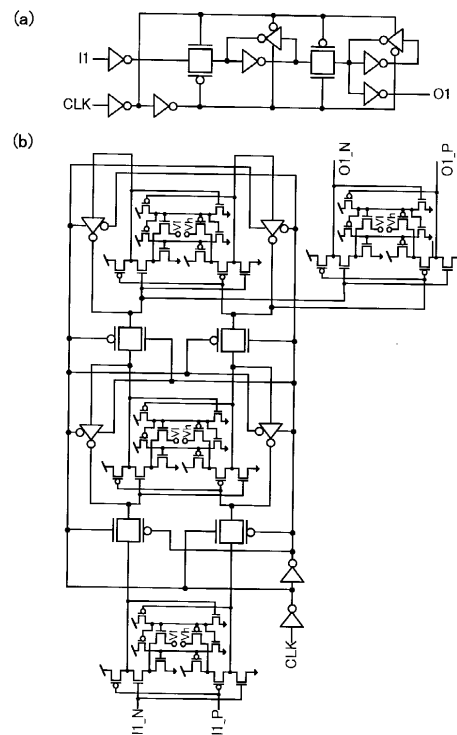 (a)
I1
CLK
O1
(b)
O1_N
O1_P
Vl Vh
Vl Vh
Vl Vh
Vl Vh
CLK
I1_N
I1_P